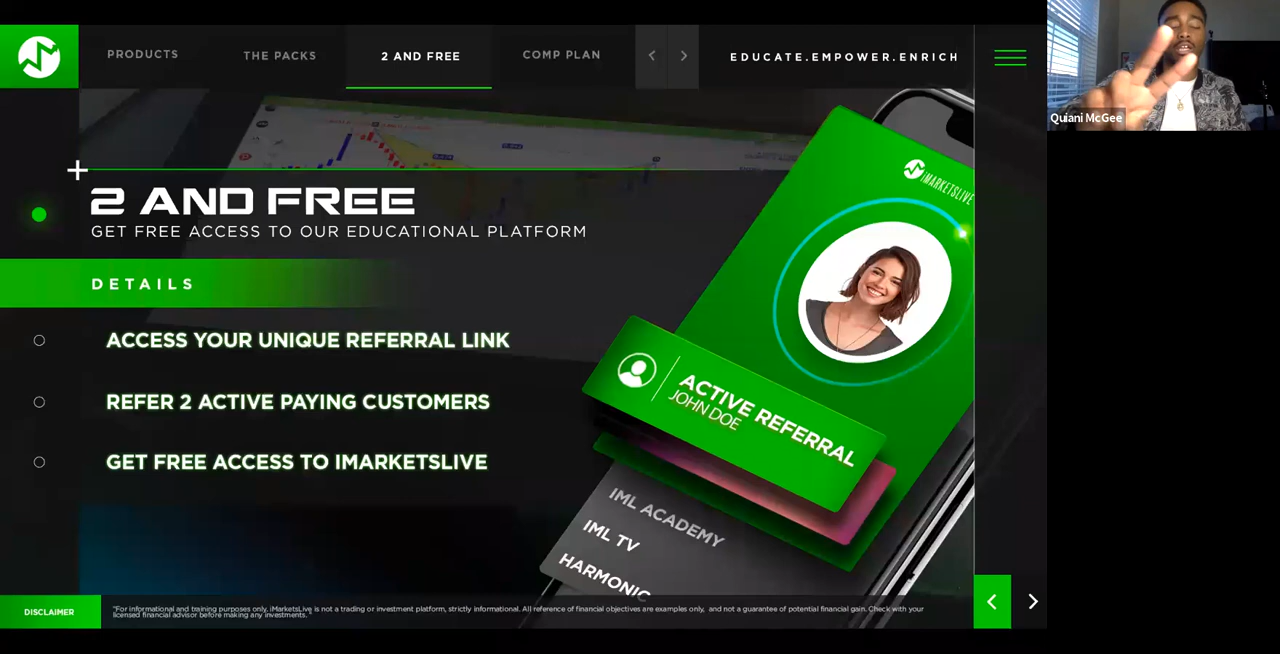 PRODUCTS
THE PACKS
2 AND FREE
COMP PLAN
EDUCATE.EMPOWER.ENRICH
Quiani McGee
2 AND FREE
GET FREE ACCESS TO OUR EDUCATIONAL PLATFORM
DETAILS
ACCESS YOUR UNIQUE REFERRAL LINK
REFER 2 ACTIVE PAYING CUSTOMERS
GET FREE ACCESS TO IMARKETSLIVE
IMARKETSLIVE
ACTIVE REFERRAL
JOHN DOE
IML ACADEMY
IML TV
HARMONIC
DISCLAIMER
"For informational and training purposes only, iMarketsLive is not a trading or investment platform, strictly informational. All reference of financial objectives are examples only, and not a guarantee of potential financial gain. Check with your
licensed financial advisor before making any investments."